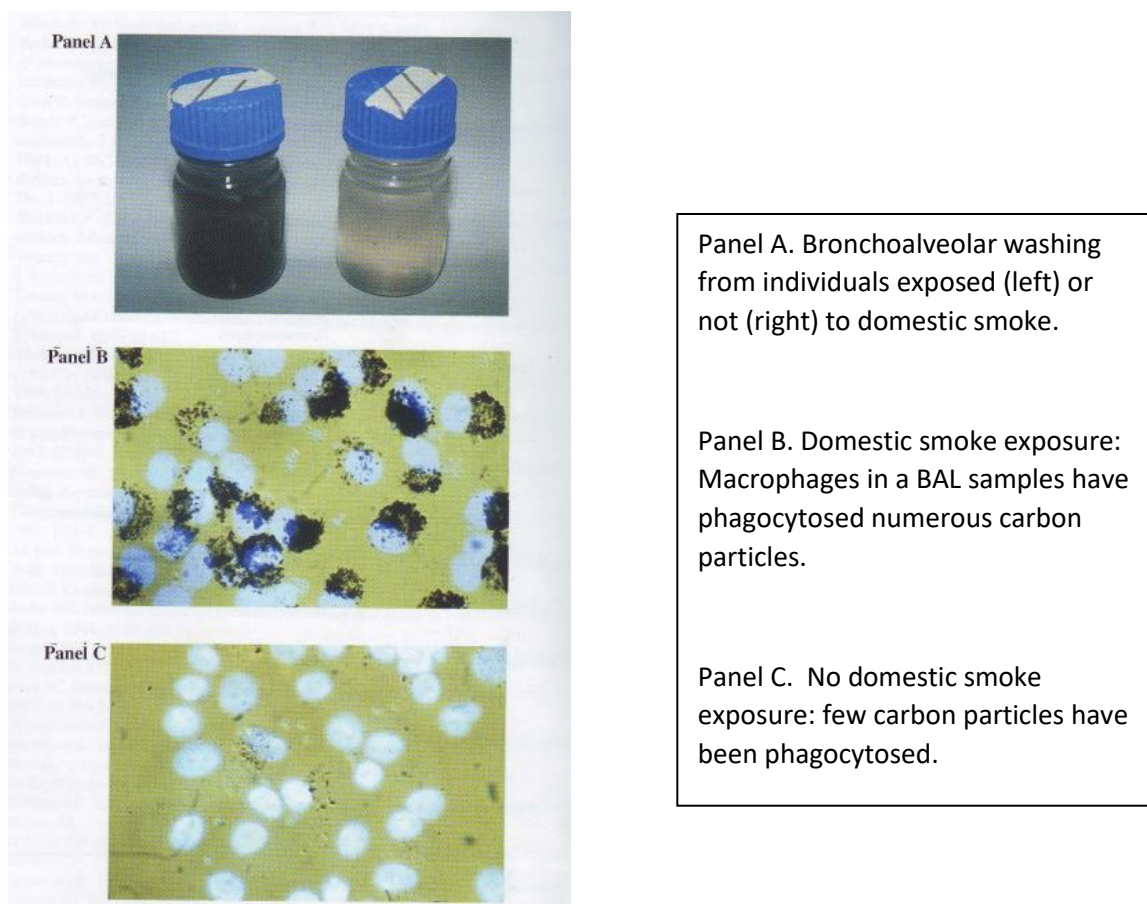 Panel A
Panel B
Panel C
Panel A. Bronchoalveolar washing
from individuals exposed (left) or
not (right) to domestic smoke.
Panel B. Domestic smoke exposure:
Macrophages in a BAL samples have
phagocytosed numerous carbon
particles.
Panel C.  No domestic smoke
exposure: few carbon particles have
been phagocytosed.